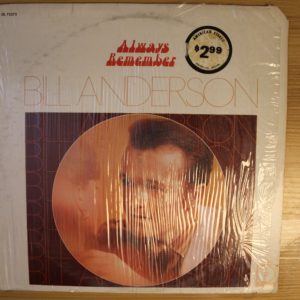 Always
Remember
$2.99
BILL ANDERSON